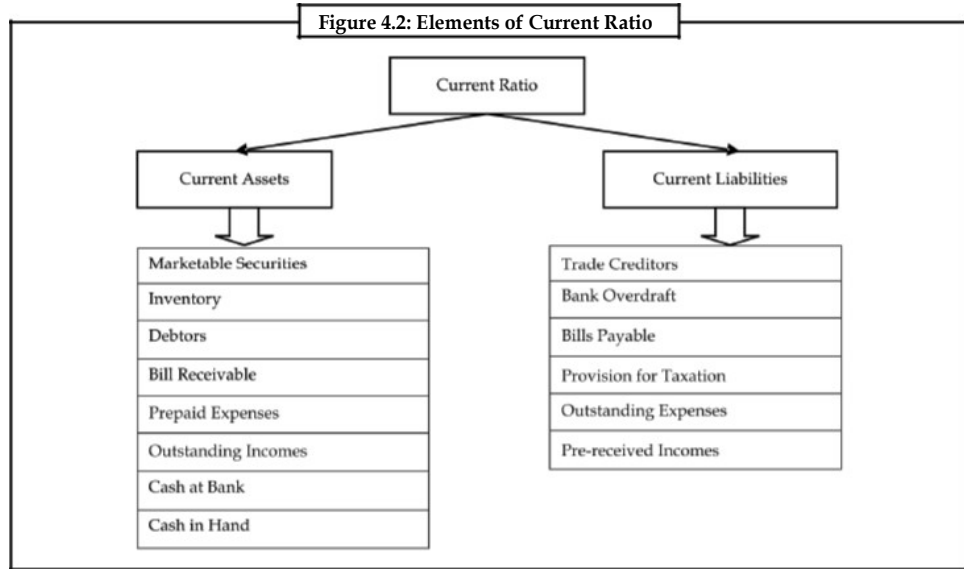 Figure 4.2: Elements of Current Ratio
Current Ratio
Current Assets
Current Liabilities
Marketable Securities
Inventory
Debtors
Bill Receivable
Prepaid Expenses
Outstanding Incomes
Cash at Bank
Cash in Hand
Trade Creditors
Bank Overdraft
Bills Payable
Provision for Taxation
Outstanding Expenses
Pre-received Incomes